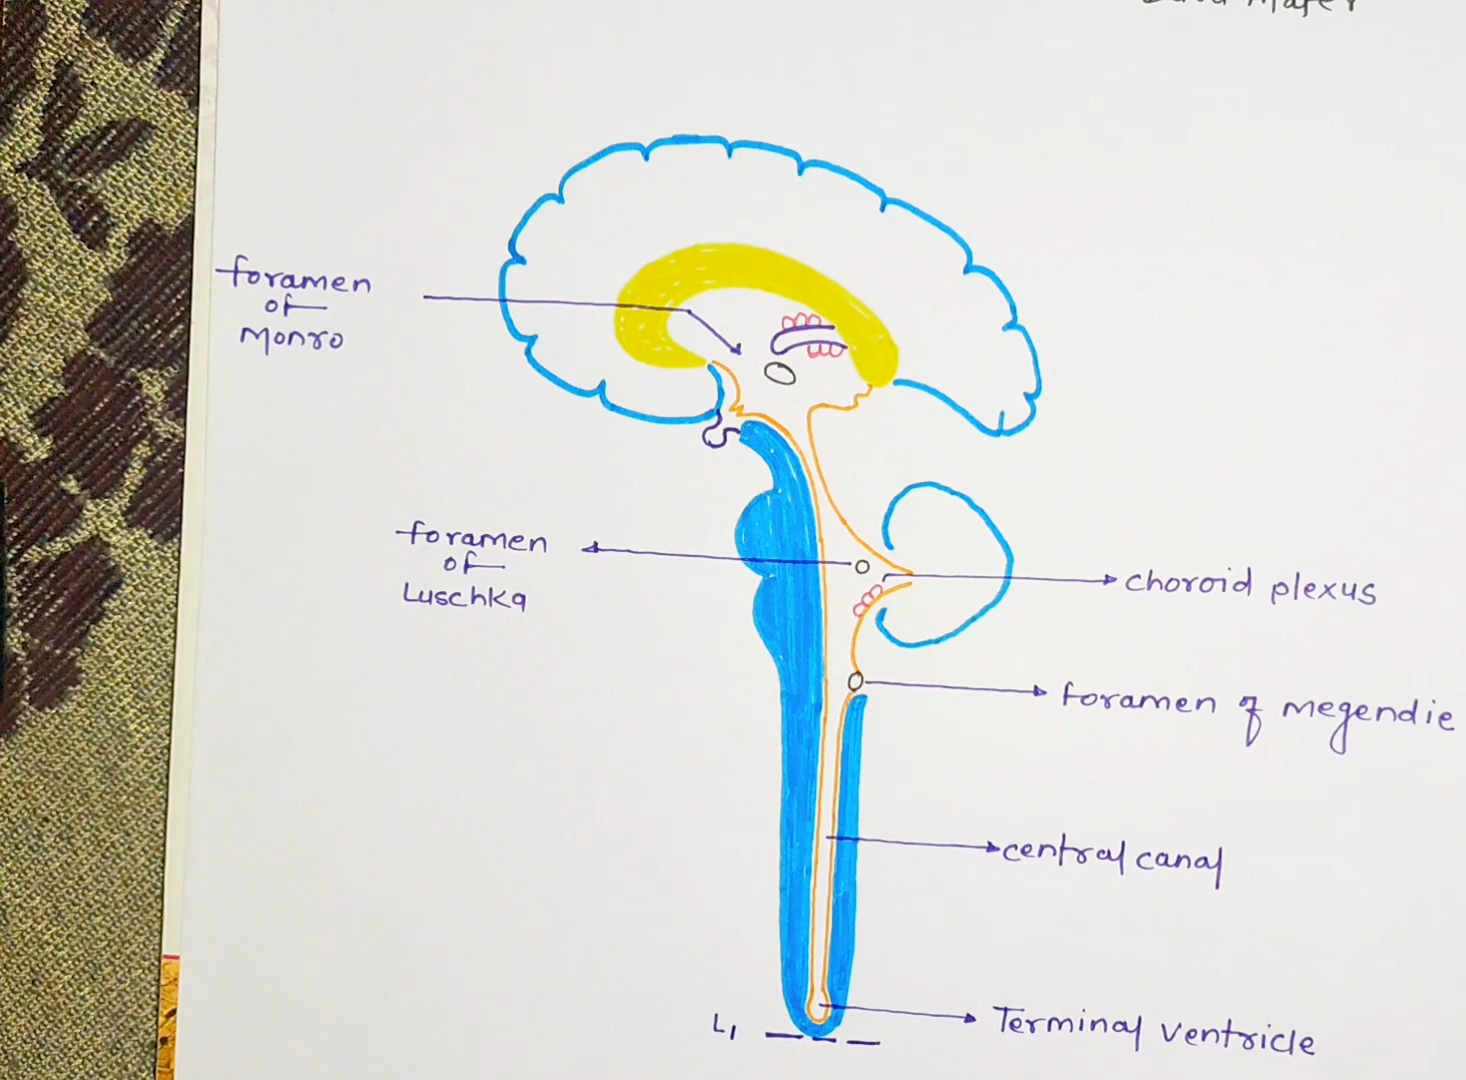 foramen
of
Monro
foramen
of
Luschka
choroid plexus
foramen of megendie
central canal
Terminal ventricle
L1